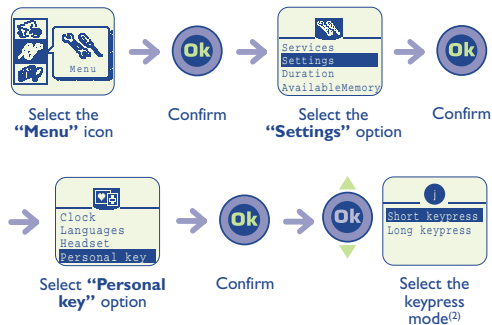 Menu
Ok
Services
Settings
Duration
AvailableMemory
Ok
Select the
“Menu” icon
Confirm
Select the
“Settings” option
Confirm
Clock
Languages
Headset
Personal key
Ok
Ok
i
Short keypress
Long keypress
Select “Personal
key” option
Confirm
Select the
keypress
mode(2)